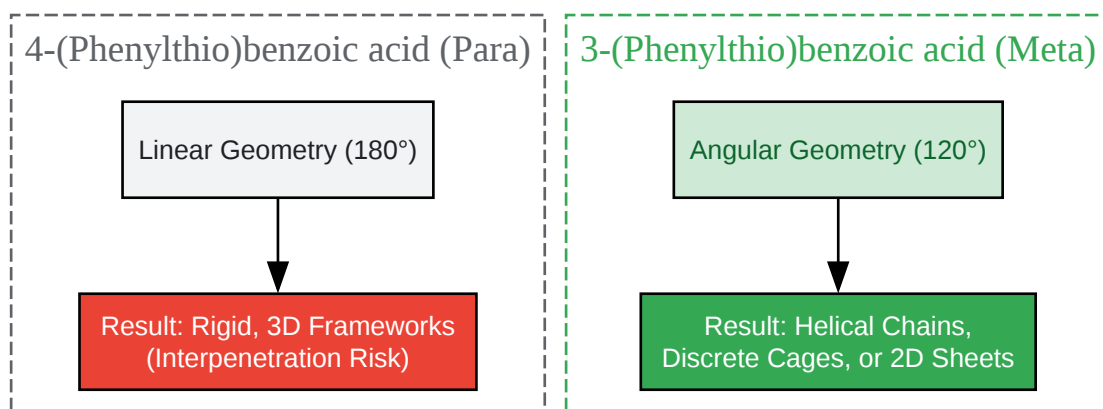 4-(Phenylthio)benzoic acid (Para)
Linear Geometry (180°)
Result: Rigid, 3D Frameworks
(Interpenetration Risk)
3-(Phenylthio)benzoic acid (Meta)
Angular Geometry (120°)
Result: Helical Chains,
Discrete Cages, or 2D Sheets